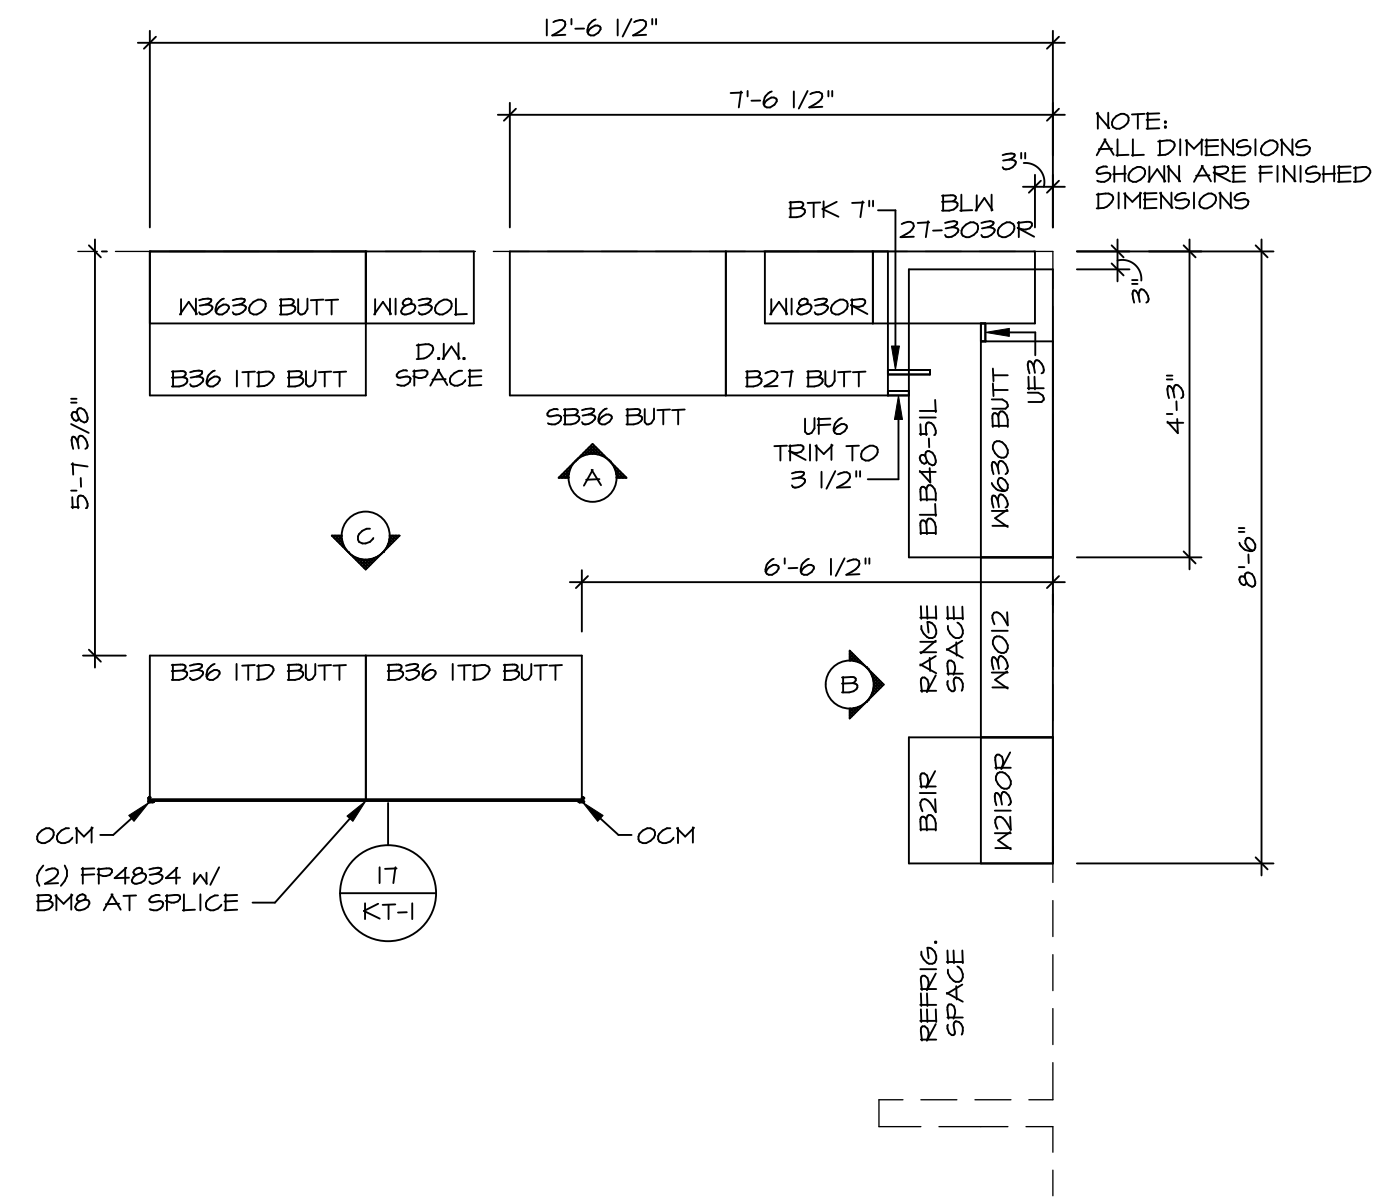 12'-6 1/2"
7'-6 1/2"
NOTE:
ALL DIMENSIONS
SHOWN ARE FINISHED
DIMENSIONS
3"
BTK 7"
BLW
27-3030R
3"
W3630 BUTT
W1830L
W1830R
D.W.
SPACE
B36 1TD BUTT
B27 BUTT
UF3
SB36 BUTT
UF6
TRIM TO
3 1/2"
BLB48-51L
W3630 BUTT
4'-3"
5'-7 3/8"
A
C
6'-6 1/2"
8'-6"
RANGE
SPACE
W3012
B36 1TD BUTT
B36 1TD BUTT
B
B21R
W2130R
OCM
OCM
(2) FP4834 w/
BM8 AT SPLICE
17
KT-1
REFRIG.
SPACE